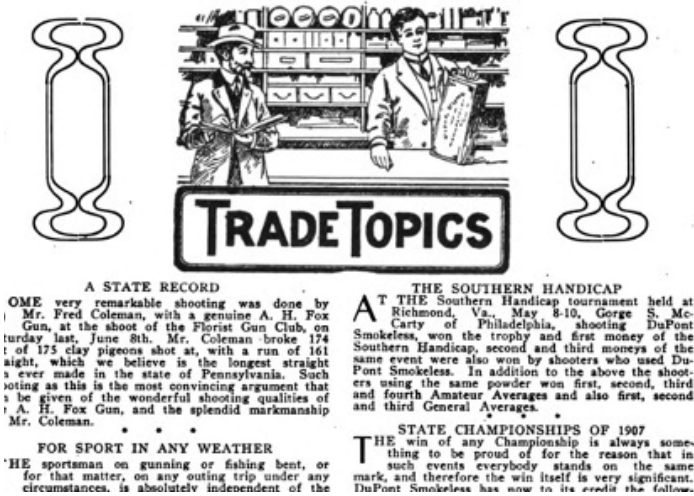 TRADE TOPICS
A STATE RECORD
OME very remarkable shooting was done by
Mr. Fred Coleman, with a genuine A. H. Fox
Gun, at the shoot of the Florist Gun Club, on
turday last, June 8th. Mr. Coleman broke 174
t of 175 clay pigeons shot at, with a run of 161
aight, which we believe is the longest straight
n ever made in the state of Pennsylvania. Such
ooting as this is the most convincing argument that
n be given of the wonderful shooting qualities of
e A. H. Fox Gun, and the splendid markmanship
Mr. Coleman.
* * *
FOR SPORT IN ANY WEATHER
HE sportsman on gunning or fishing bent, or
for that matter, on any outing trip under any
circumstances, is absolutely independent of the
THE SOUTHERN HANDICAP
AT THE Southern Handicap tournament held at
Richmond, Va., May 8-10, Gorge S. Mc-
Carty of Philadelphia, shooting DuPont
Smokeless, won the trophy and first money of the
Southern Handicap, second and third moreys of the
same event were also won by shooters who used Du-
Pont Smokeless. In addition to the above the shoot-
ers using the same powder won first, second, third
and fourth Amateur Averages and also first, second
and third General Averages.
* * *
STATE CHAMPIONSHIPS OF 1907
THE win of any Championship is always some-
thing to be proud of for the reason that in
such events everybody stands on the same
mark, and therefore the win itself is very significant.
DuPont Smokeless has now to its credit the follow-